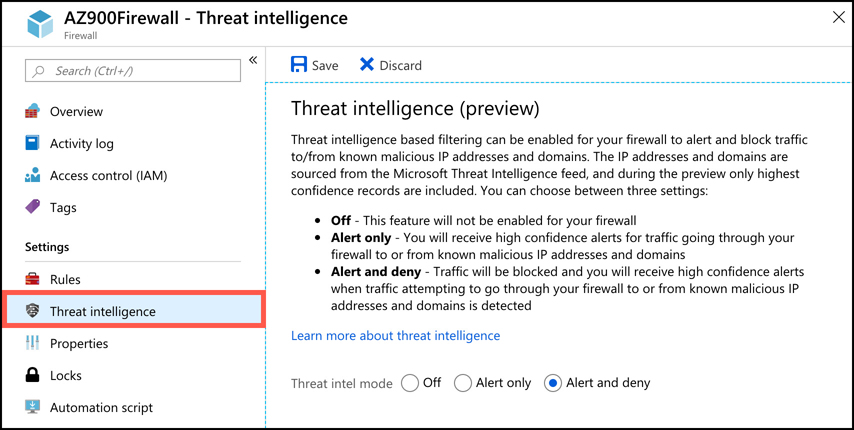 AZ900Firewall - Threat intelligence
Firewall
Search (Ctrl+/)
«
Overview
Activity log
Access control (IAM)
Tags
Settings
Rules
Threat intelligence
Properties
Locks
Automation script
Save
Discard
Threat intelligence (preview)
Threat intelligence based filtering can be enabled for your firewall to alert and block traffic
to/from known malicious IP addresses and domains. The IP addresses and domains are
sourced from the Microsoft Threat Intelligence feed, and during the preview only highest
confidence records are included. You can choose between three settings:
• Off - This feature will not be enabled for your firewall
• Alert only - You will receive high confidence alerts for traffic going through your
firewall to or from known malicious IP addresses and domains
• Alert and deny - Traffic will be blocked and you will receive high confidence alerts
when traffic attempting to go through your firewall to or from known malicious IP
addresses and domains is detected
Learn more about threat intelligence
Threat intel mode Off Alert only Alert and deny